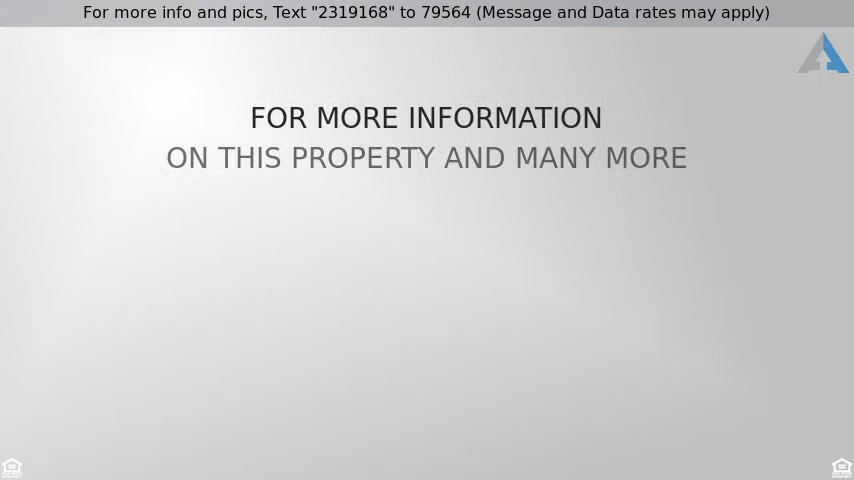 For more info and pics, Text "2319168" to 79564 (Message and Data rates may apply)
FOR MORE INFORMATION
ON THIS PROPERTY AND MANY MORE